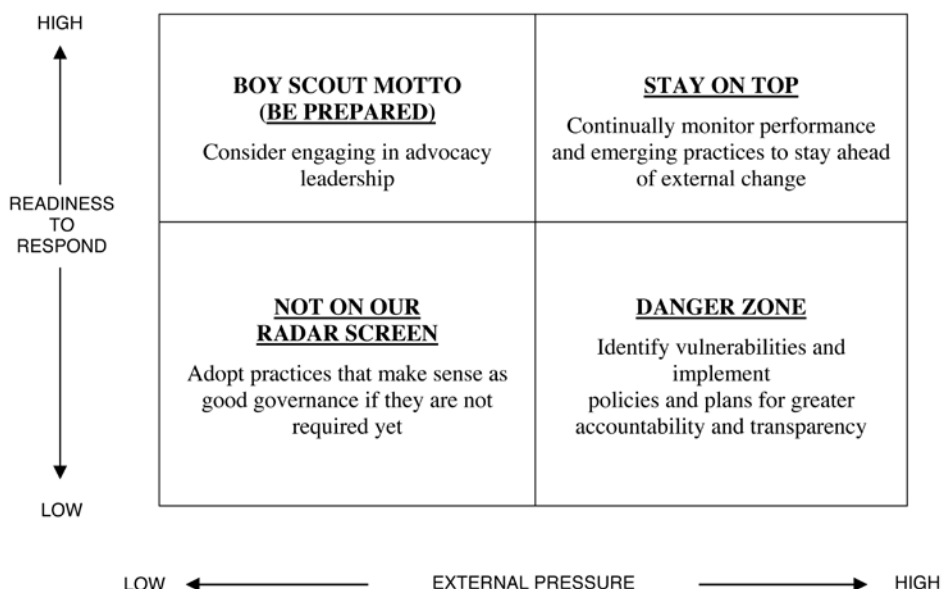 HIGH
BOY SCOUT MOTTO
(BE PREPARED)
Consider engaging in advocacy
leadership
STAY ON TOP
Continually monitor performance
and emerging practices to stay ahead
of external change
READINESS
TO
RESPOND
NOT ON OUR
RADAR SCREEN
Adopt practices that make sense as
good governance if they are not
required yet
DANGER ZONE
Identify vulnerabilities and
implement
policies and plans for greater
accountability and transparency
LOW
LOW
EXTERNAL PRESSURE
HIGH